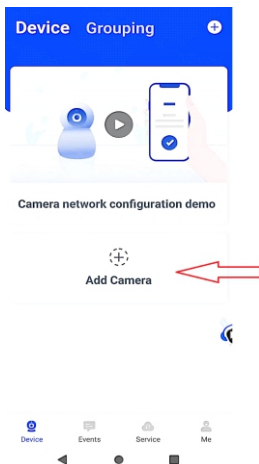 Device Grouping
Camera network configuration demo
Add Camera
Device Events Service Me